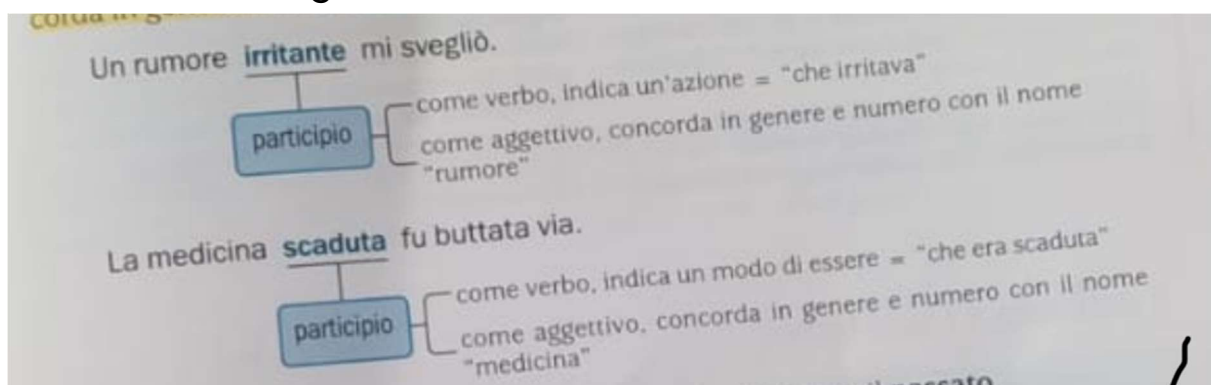 Un rumore irritante mi svegliò.
come verbo, indica un'azione = "che irritava"
participio
come aggettivo, concorda in genere e numero con il nome
"rumore"
La medicina scaduta fu buttata via.
come verbo, indica un modo di essere = "che era scaduta"
participio
come aggettivo, concorda in genere e numero con il nome
"medicina"